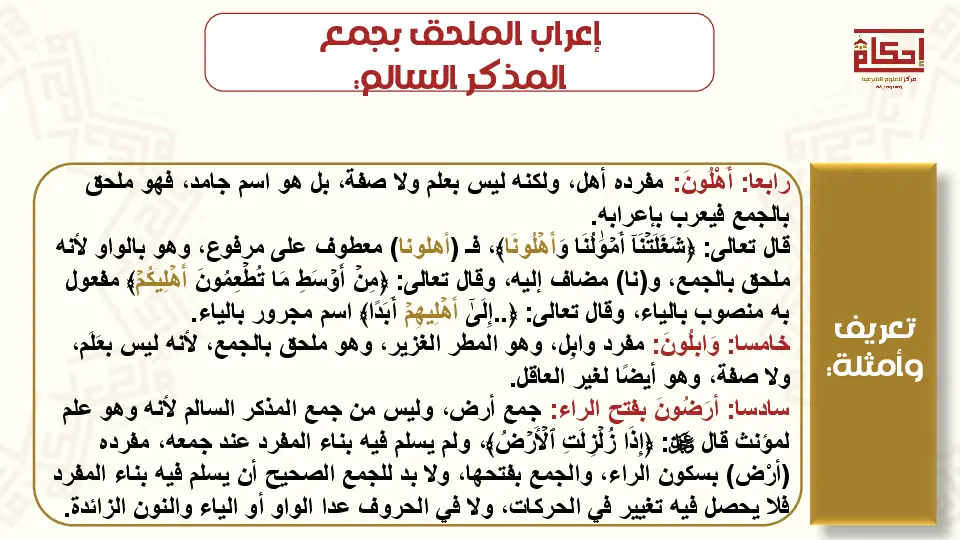 إعراب الملحق بجمع
المذكر السالم:
إحكام
مركز للعلوم الشرعية
رابعا: أَهْلُونَ: مفرده أهل، ولكنه ليس بعلم ولا صفة، بل هو اسم جامد، فهو ملحق
بالجمع فيعرب بإعرابه.
قال تعالى: ﴿شَغَلَتۡنَآ أَمۡوَٰلُنَا وَأَهۡلُونَا﴾، فـ (أهلونا) معطوف على مرفوع، وهو بالواو لأنه
ملحق بالجمع، و(نا) مضاف إليه، وقال تعالى: ﴿مِنۡ أَوۡسَطِ مَا تُطۡعِمُونَ أَهۡلِيكُمۡ﴾ مفعول
به منصوب بالياء، وقال تعالى: ﴿..إِلَىٰٓ أَهۡلِيهِمۡ أَبَدٗا﴾ اسم مجرور بالياء.
خامسا: وَابلُونَ: مفرد وابِل، وهو المطر الغزير، وهو ملحق بالجمع، لأنه ليس بعَلَم،
ولا صفة، وهو أيضًا لغير العاقل.
سادسا: أرَضُونَ بفتح الراء: جمع أرض، وليس من جمع المذكر السالم لأنه وهو علم
لمؤنث قال ﷻ: ﴿إِذَا زُلۡزِلَتِ ٱلۡأَرۡضُ﴾، ولم يسلم فيه بناء المفرد عند جمعه، مفرده
(أرْض) بسكون الراء، والجمع بفتحها، ولا بد للجمع الصحيح أن يسلم فيه بناء المفرد
فلا يحصل فيه تغيير في الحركات، ولا في الحروف عدا الواو أو الياء والنون الزائدة.
تعريف
وأمثلة: